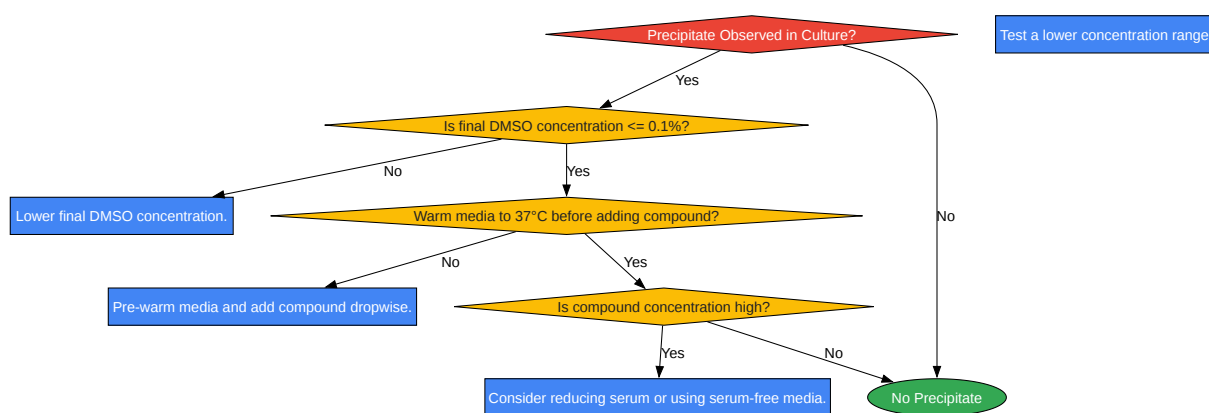 Precipitate Observed in Culture?
Test a lower concentration range
Yes
Is final DMSO concentration <= 0.1%?
No
Yes
Lower final DMSO concentration.
Warm media to 37°C before adding compound?
No
No
Yes
Pre-warm media and add compound dropwise.
Is compound concentration high?
Yes
No
Consider reducing serum or using serum-free media.
No Precipitate